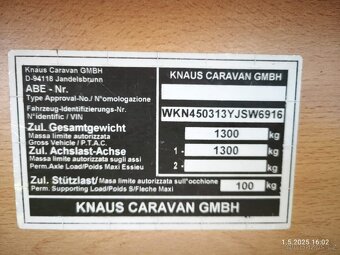 Knaus Caravan GMBH
D-94118 Jandelsbrunn
ABE - Nr.
Type Approval-No./ N°omologazione
Fahrzeug-Identifizierungs-Nr.
N°identific / VIN
Zul. Gesamtgewicht
Massa limite autorizzata
Gross Vehicle / P.T.A.C.
Zul. Achslast-Achse
Massa limite autorizzata sugli assi
Perm.Axle Load/Poids Maxi Essieu
Zul. Stützlast/ Massa limite autorizzata sull°occhione
Perm. Supporting Load/Poids S/Fleche Maxi
KNAUS CARAVAN GMBH
WKN450313YJSW6916
1300 kg
1 - 1300 kg
2 - kg
100 kg
KNAUS CARAVAN GMBH
1.5.2025 16:02